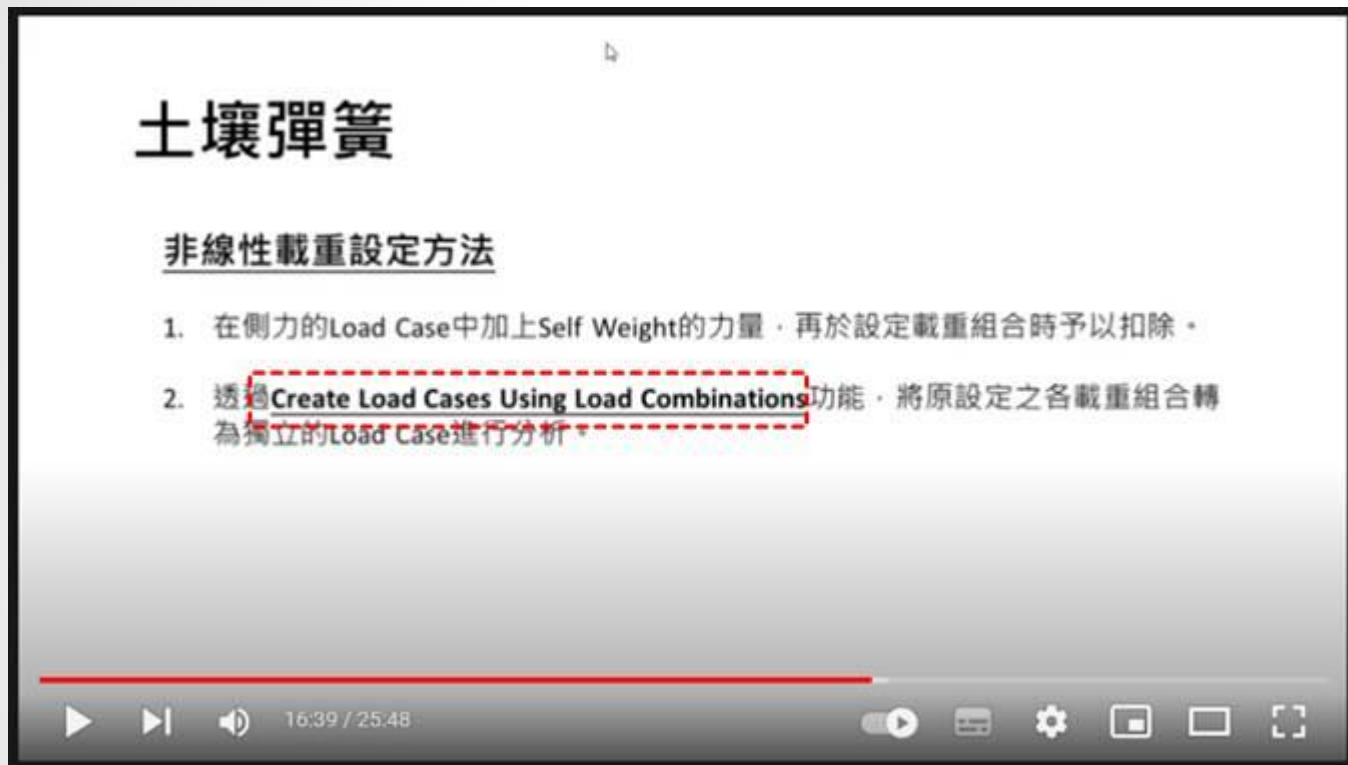 土壤彈簧
非線性載重設定方法
1. 在側力的Load Case中加上Self Weight的力量，再於設定載重組合時予以扣除。
2. 透過Create Load Cases Using Load Combinations功能，將原設定之各載重組合轉
為獨立的Load Case進行分析。
16:39 / 25:48